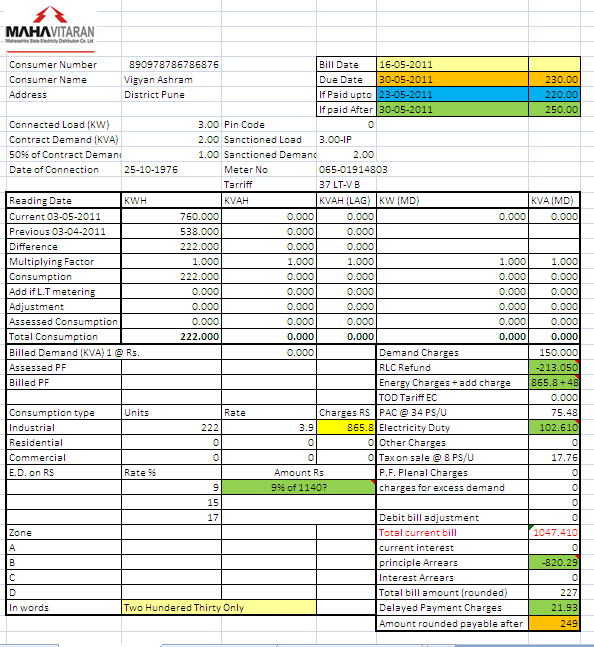 MAHAVITARAN
Maharashtra State Electricity Distribution Co. Ltd
Consumer Number 890978786786876 Bill Date 16-05-2011
Consumer Name Vigyan Ashram Due Date 30-05-2011 230.00
Address District Pune If Paid upto 23-05-2011 220.00
If paid After 30-05-2011 250.00
Connected Load (KW) 3.00 Pin Code 0
Contract Demand (KVA) 2.00 Sanctioned Load 3.00-IP
50% of Contract Deman 1.00 Sanctioned Demand 2.00
Date of Connection 25-10-1976 Meter No 065-01914803
Tarriff 37 LT-V B
Reading Date KWH KVAH KVAH (LAG) KW (MD) KVA (MD)
Current 03-05-2011 760.000 0.000 0.000 0.000 0.000
Previous 03-04-2011 538.000 0.000 0.000
Difference 222.000 0.000 0.000
Multiplying Factor 1.000 1.000 1.000 1.000 1.000
Consumption 222.000 0.000 0.000 0.000 0.000
Add if L.T metering 0.000 0.000 0.000 0.000 0.000
Adjustment 0.000 0.000 0.000 0.000 0.000
Assessed Consumption 0.000 0.000 0.000 0.000 0.000
Total Consumption 222.000 0.000 0.000 0.000 0.000
Billed Demand (KVA) 1 @ Rs. 0.000 Demand Charges 150.000
Assessed PF RLC Refund -213.050
Billed PF Energy Charges + add charge 865.8 + 48
TOD Tariff EC 0.000
Consumption type Units Rate Charges RS PAC @ 34 PS/U 75.48
Industrial 222 3.9 865.8 Electricity Duty 102.610
Residential 0 0 0 Other Charges 0
Commercial 0 0 0 Tax on sale @ 8 PS/U 17.76
E.D. on RS Rate % Amount Rs P.F. Plenal Charges 0
9 9% of 1140? charges for excess demand 0
15 0
17 Debit bill adjustment 0
Zone Total current bill 1047.410
A current interest 0
B principle Arrears -820.29
C Interest Arrears 0
D Total bill amount (rounded) 227
In words Two Hundered Thirty Only Delayed Payment Charges 21.93
Amount rounded payable after 249